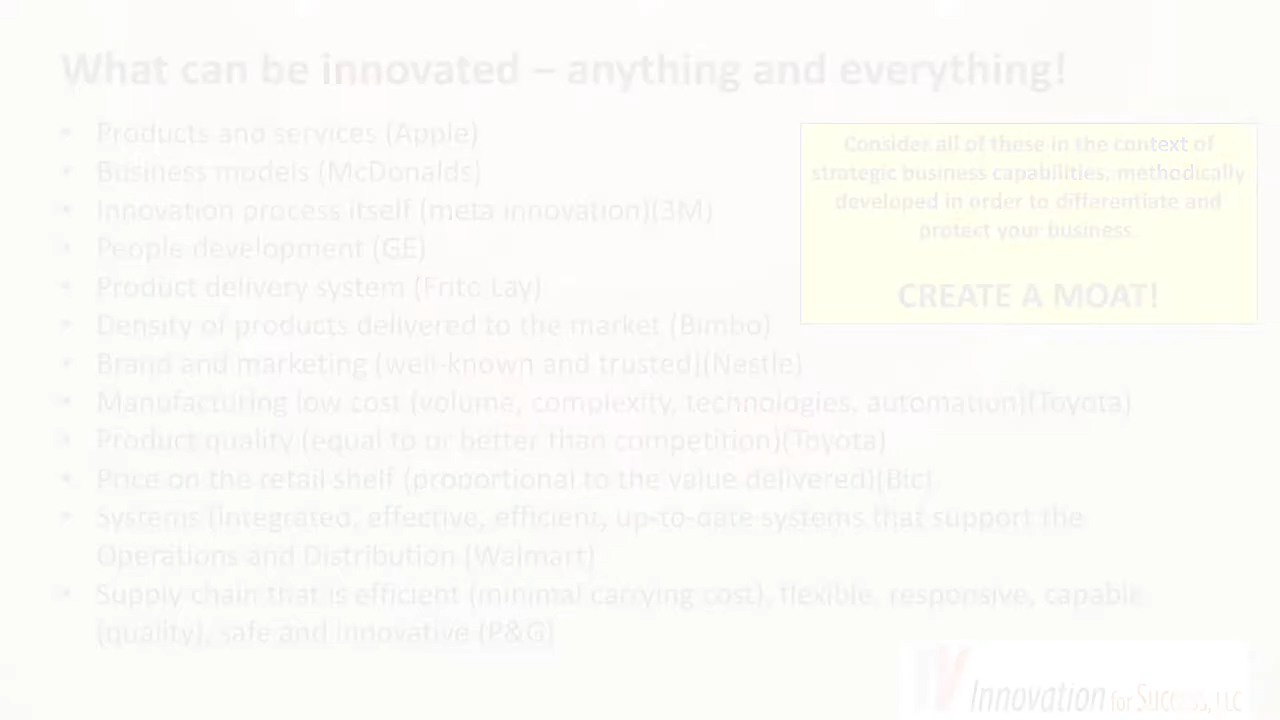 What can be innovated – anything and everything!
• Products and services (Apple)
• Business models (McDonalds)
• Innovation process itself (meta innovation)(3M)
• People development (GE)
• Product delivery system (Frito Lay)
• Density of products delivered to the market (Bimbo)
• Brand and marketing (well-known and trusted)(Nestle)
• Manufacturing low cost (volume, complexity, technologies, automation)(Toyota)
• Product quality (equal to or better than competition)(Toyota)
• Price on the retail shelf (proportional to the value delivered)(Bic)
• Systems (integrated, effective, efficient, up-to-date systems that support the
Operations and Distribution (Walmart)
• Supply chain that is efficient (minimal carrying cost), flexible, responsive, capable
(quality), safe and innovative (P&G)
Consider all of these in the context of
strategic business capabilities, methodically
developed in order to differentiate and
protect your business.
CREATE A MOAT!
Innovation for Success, LLC